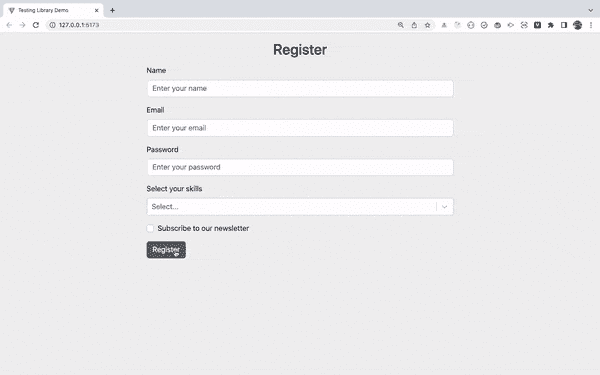 Testing Library Demo
127.0.0.1:5173
Register
Name
Enter your name
Email
Enter your email
Password
Enter your password
Select your skills
Select...
Subscribe to our newsletter
Register